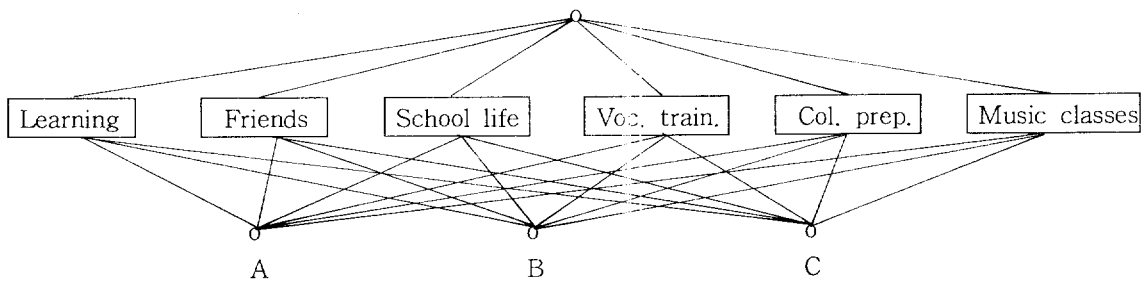 Learning Friends School life Voc. train. Col. prep. Music classes
A B C